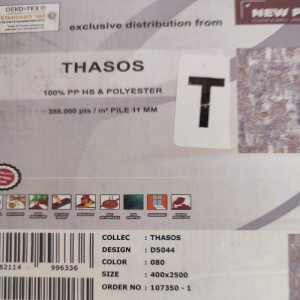 OEKO-TEX®
STANDARD 100
exclusive distribution from
NEW
THASOS
100% PP HS & POLYESTER
388.000 pts / m² PILE 11 MM
T
COLLEC : THASOS
DESIGN : D5044
COLOR : 080
SIZE : 400x2500
ORDER NO : 107350 - 1
82114 996336